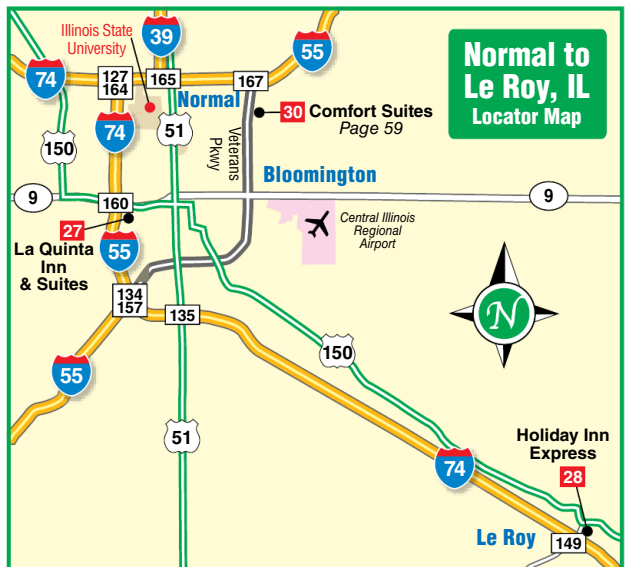 Normal to
Le Roy, IL
Locator Map
Illinois State
University
39
55
74
127
164
165
167
Normal
30 Comfort Suites
Page 59
74
51
150
Veterans
Pkwy
Bloomington
9
160
9
27
La Quinta
Inn
& Suites
55
Central Illinois
Regional
Airport
134
157
135
N
150
55
51
Holiday Inn
Express
28
74
Le Roy
149